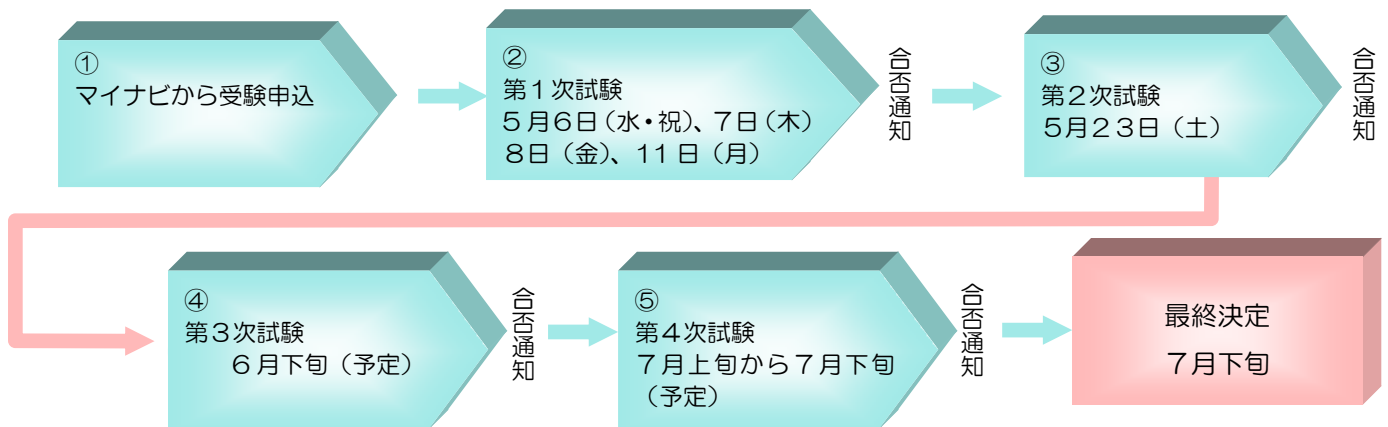 ①
マイナビから受験申込
②
第１次試験
５月６日（水・祝）、７日（木）
８日（金）、１１日（月）
合否通知
③
第２次試験
５月２３日（土）
合否通知
④
第３次試験
６月下旬（予定）
合否通知
⑤
第４次試験
７月上旬から７月下旬
（予定）
合否通知
最終決定
７月下旬